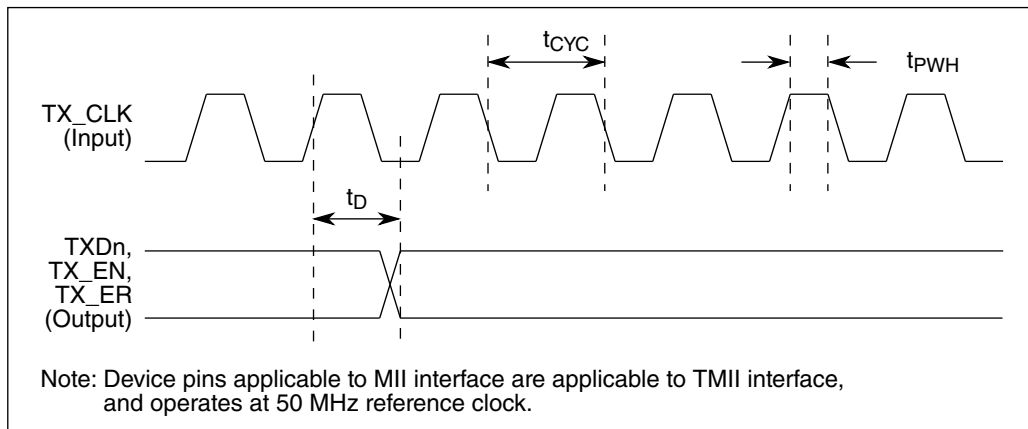 tCYC
tPWH
TX_CLK
(Input)
tD
TXDn,
TX_EN,
TX_ER
(Output)
Note: Device pins applicable to MII interface are applicable to TMII interface,
and operates at 50 MHz reference clock.